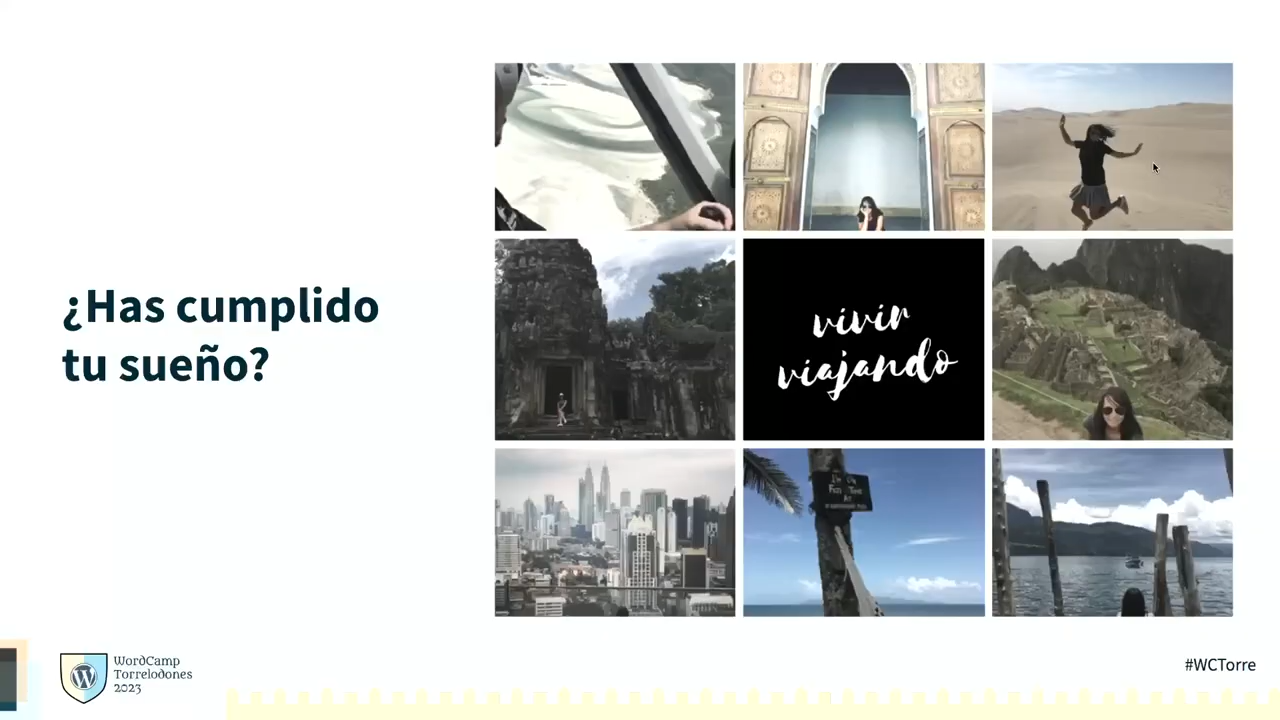 ¿Has cumplido
tu sueño?
vivir
viajando
WordCamp
Torrelodones
2023
#WCTorre